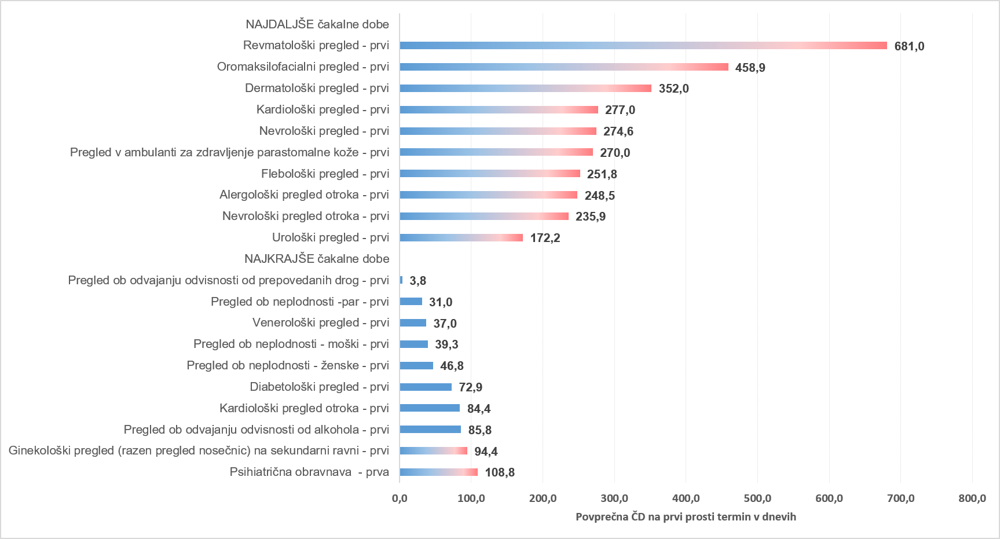 NAJDALJŠE čakalne dobe
Revmatološki pregled - prvi 681,0
Oromaksilofacialni pregled - prvi 458,9
Dermatološki pregled - prvi 352,0
Kardiološki pregled - prvi 277,0
Nevrološki pregled - prvi 274,6
Pregled v ambulanti za zdravljenje parastomalne kože - prvi 270,0
Flebološki pregled - prvi 251,8
Alergološki pregled otroka - prvi 248,5
Nevrološki pregled otroka - prvi 235,9
Urološki pregled - prvi 172,2
NAJKRAJŠE čakalne dobe
Pregled ob odvajanju odvisnosti od prepovedanih drog - prvi 3,8
Pregled ob neplodnosti -par - prvi 31,0
Venerološki pregled - prvi 37,0
Pregled ob neplodnosti - moški - prvi 39,3
Pregled ob neplodnosti - ženske - prvi 46,8
Diabetološki pregled - prvi 72,9
Kardiološki pregled otroka - prvi 84,4
Pregled ob odvajanju odvisnosti od alkohola - prvi 85,8
Ginekološki pregled (razen pregled nosečnic) na sekundarni ravni - prvi 94,4
Psihiatrična obravnava  - prva 108,8
0,0 100,0 200,0 300,0 400,0 500,0 600,0 700,0 800,0
Povprečna ČD na prvi prosti termin v dnevih